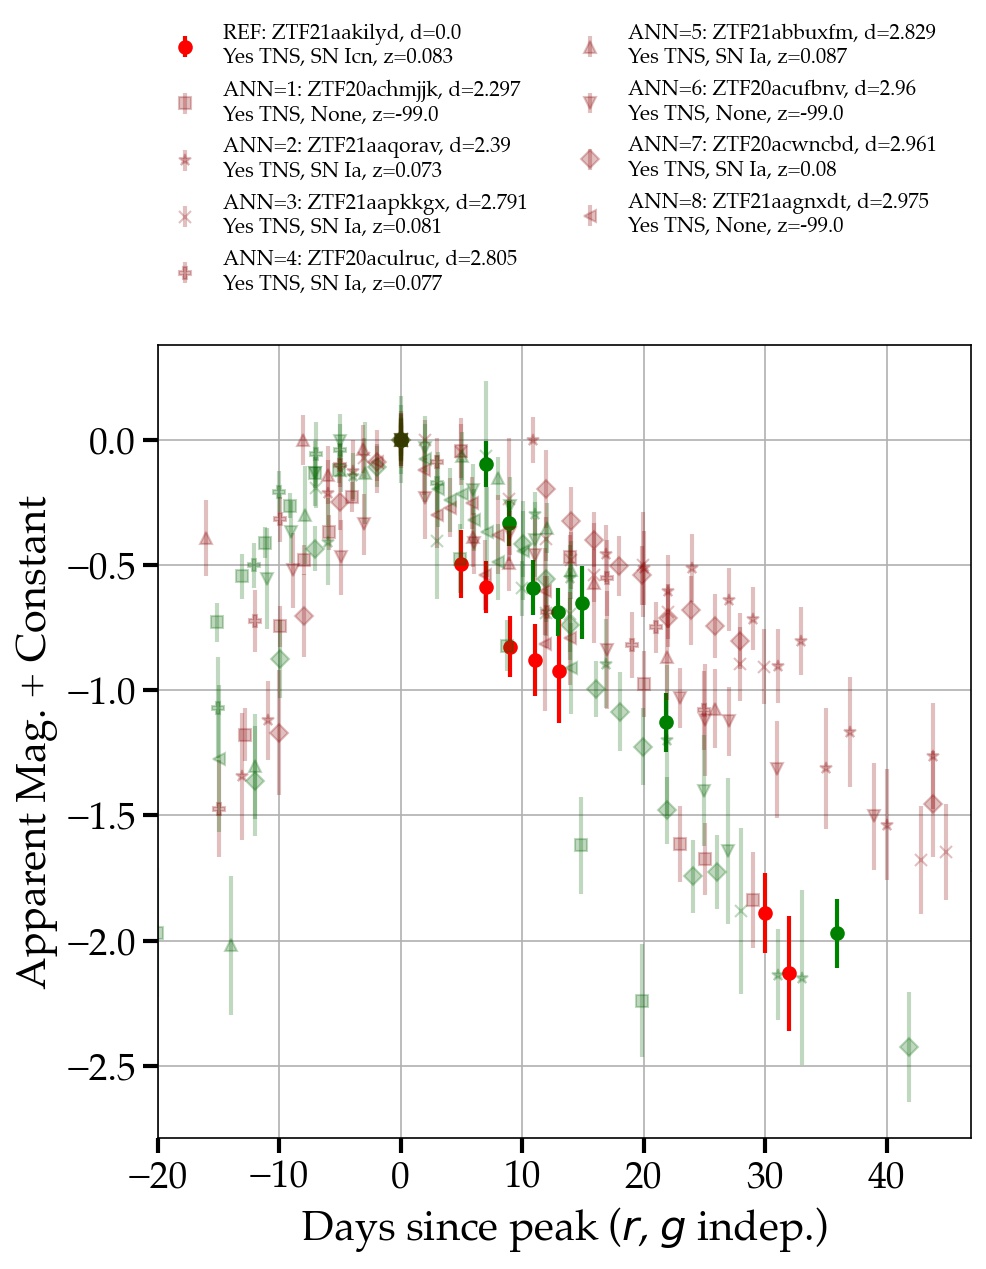 REF: ZTF21aakilyd, d=0.0
Yes TNS, SN Icn, z=0.083
ANN=1: ZTF20achmjjk, d=2.297
Yes TNS, None, z=-99.0
ANN=2: ZTF21aaqorav, d=2.39
Yes TNS, SN Ia, z=0.073
ANN=3: ZTF21aapkkgx, d=2.791
Yes TNS, SN Ia, z=0.081
ANN=4: ZTF20aculruc, d=2.805
Yes TNS, SN Ia, z=0.077
ANN=5: ZTF21abbuxfm, d=2.829
Yes TNS, SN Ia, z=0.087
ANN=6: ZTF20acufbnv, d=2.96
Yes TNS, None, z=-99.0
ANN=7: ZTF20acwncbd, d=2.961
Yes TNS, SN Ia, z=0.08
ANN=8: ZTF21aagnxdt, d=2.975
Yes TNS, None, z=-99.0
Apparent Mag. + Constant
0.0
−0.5
−1.0
−1.5
−2.0
−2.5
−20 −10 0 10 20 30 40
Days since peak (r, g indep.)